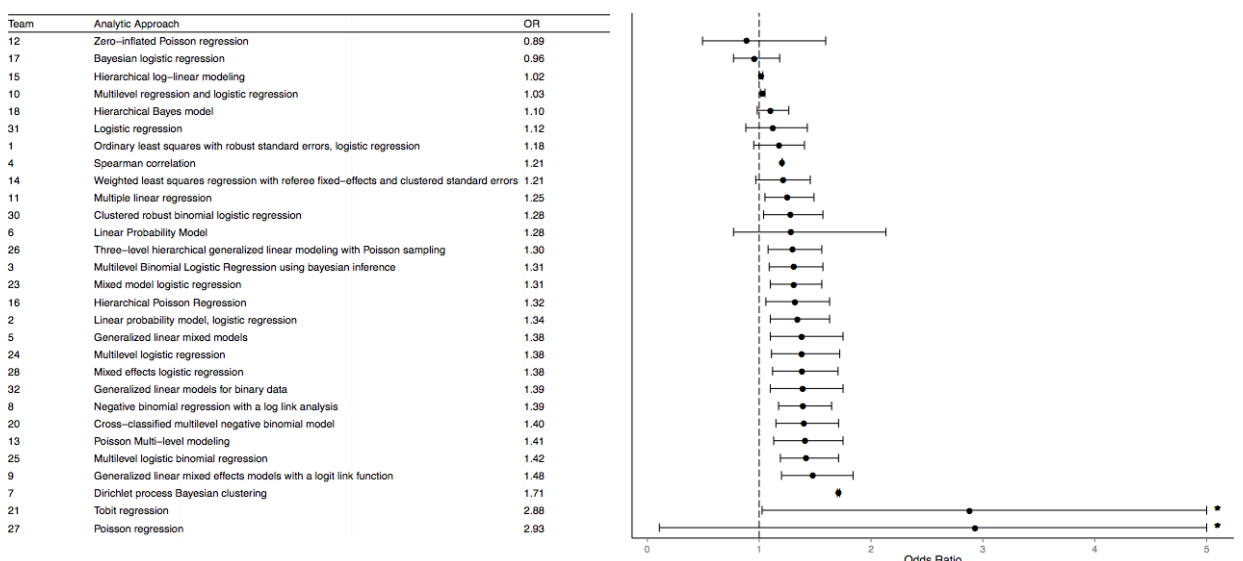 Team Analytic Approach OR
12 Zero−inflated Poisson regression 0.89
17 Bayesian logistic regression 0.96
15 Hierarchical log−linear modeling 1.02
10 Multilevel regression and logistic regression 1.03
18 Hierarchical Bayes model 1.10
31 Logistic regression 1.12
1 Ordinary least squares with robust standard errors, logistic regression 1.18
4 Spearman correlation 1.21
14 Weighted least squares regression with referee fixed−effects and clustered standard errors 1.21
11 Multiple linear regression 1.25
30 Clustered robust binomial logistic regression 1.28
6 Linear Probability Model 1.28
26 Three−level hierarchical generalized linear modeling with Poisson sampling 1.30
3 Multilevel Binomial Logistic Regression using bayesian inference 1.31
23 Mixed model logistic regression 1.31
16 Hierarchical Poisson Regression 1.32
2 Linear probability model, logistic regression 1.34
5 Generalized linear mixed models 1.38
24 Multilevel logistic regression 1.38
28 Mixed effects logistic regression 1.38
32 Generalized linear models for binary data 1.39
8 Negative binomial regression with a log link analysis 1.39
20 Cross−classified multilevel negative binomial model 1.40
13 Poisson Multi−level modeling 1.41
25 Multilevel logistic binomial regression 1.42
9 Generalized linear mixed effects models with a logit link function 1.48
7 Dirichlet process Bayesian clustering 1.71
21 Tobit regression 2.88 *
27 Poisson regression 2.93 *
0 1 2 3 4 5
Odds Ratio